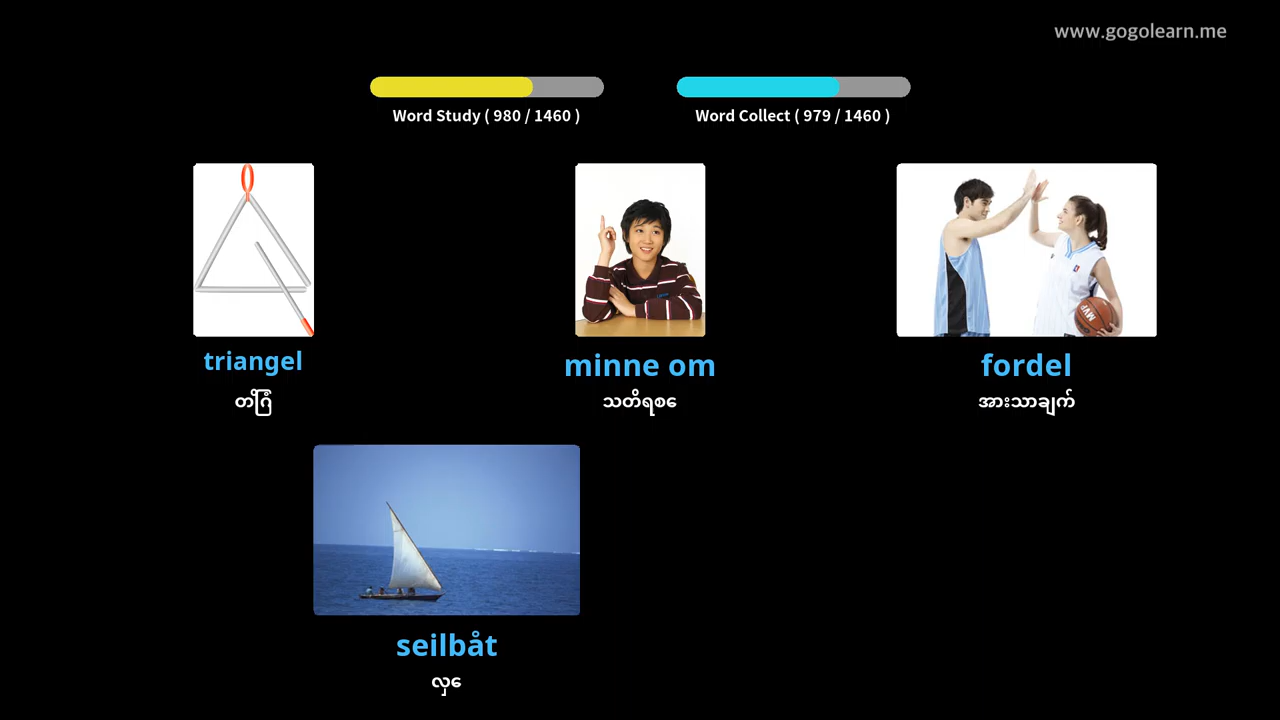 www.gogolearn.me
Word Study ( 980 / 1460 )
Word Collect ( 979 / 1460 )
triangel
တြိဂံ
minne om
သတိရစေ
fordel
အားသာချက်
MVP
seilbåt
လှေ